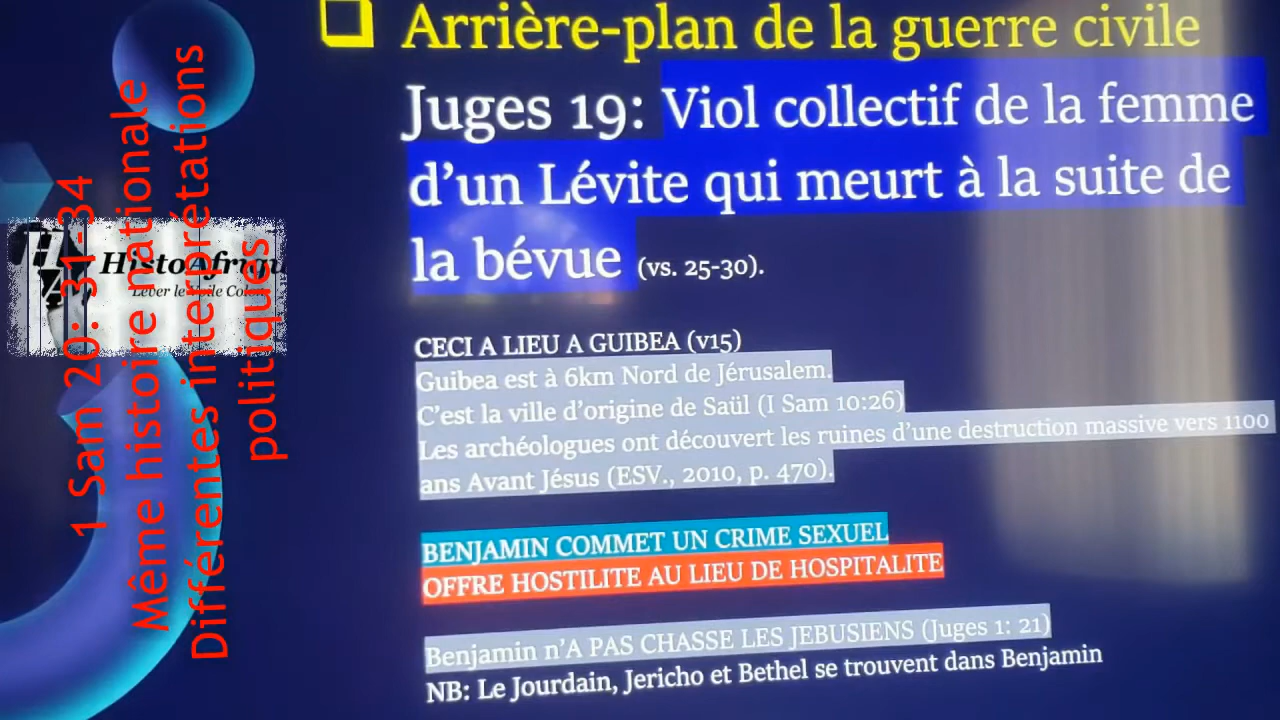 Arrière-plan de la guerre civile
Juges 19: Viol collectif de la femme
d’un Lévite qui meurt à la suite de
la bévue (vs. 25-30).
CECI A LIEU A GUIBEA (v15)
Guibea est à 6km Nord de Jérusalem.
C’est la ville d’origine de Saül (I Sam 10:26)
Les archéologues ont découvert les ruines d’une destruction massive vers 1100
ans Avant Jésus (ESV., 2010, p. 470).
BENJAMIN COMMET UN CRIME SEXUEL
OFFRE HOSTILITE AU LIEU DE HOSPITALITE
Benjamin n’A PAS CHASSE LES JEBUSIENS (Juges 1: 21)
NB: Le Jourdain, Jericho et Bethel se trouvent dans Benjamin
1 Sam 20: 31-34
Même histoire nationale
Différentes interprétations
politiques
HistoAfriqu
Lever le Voile Colon